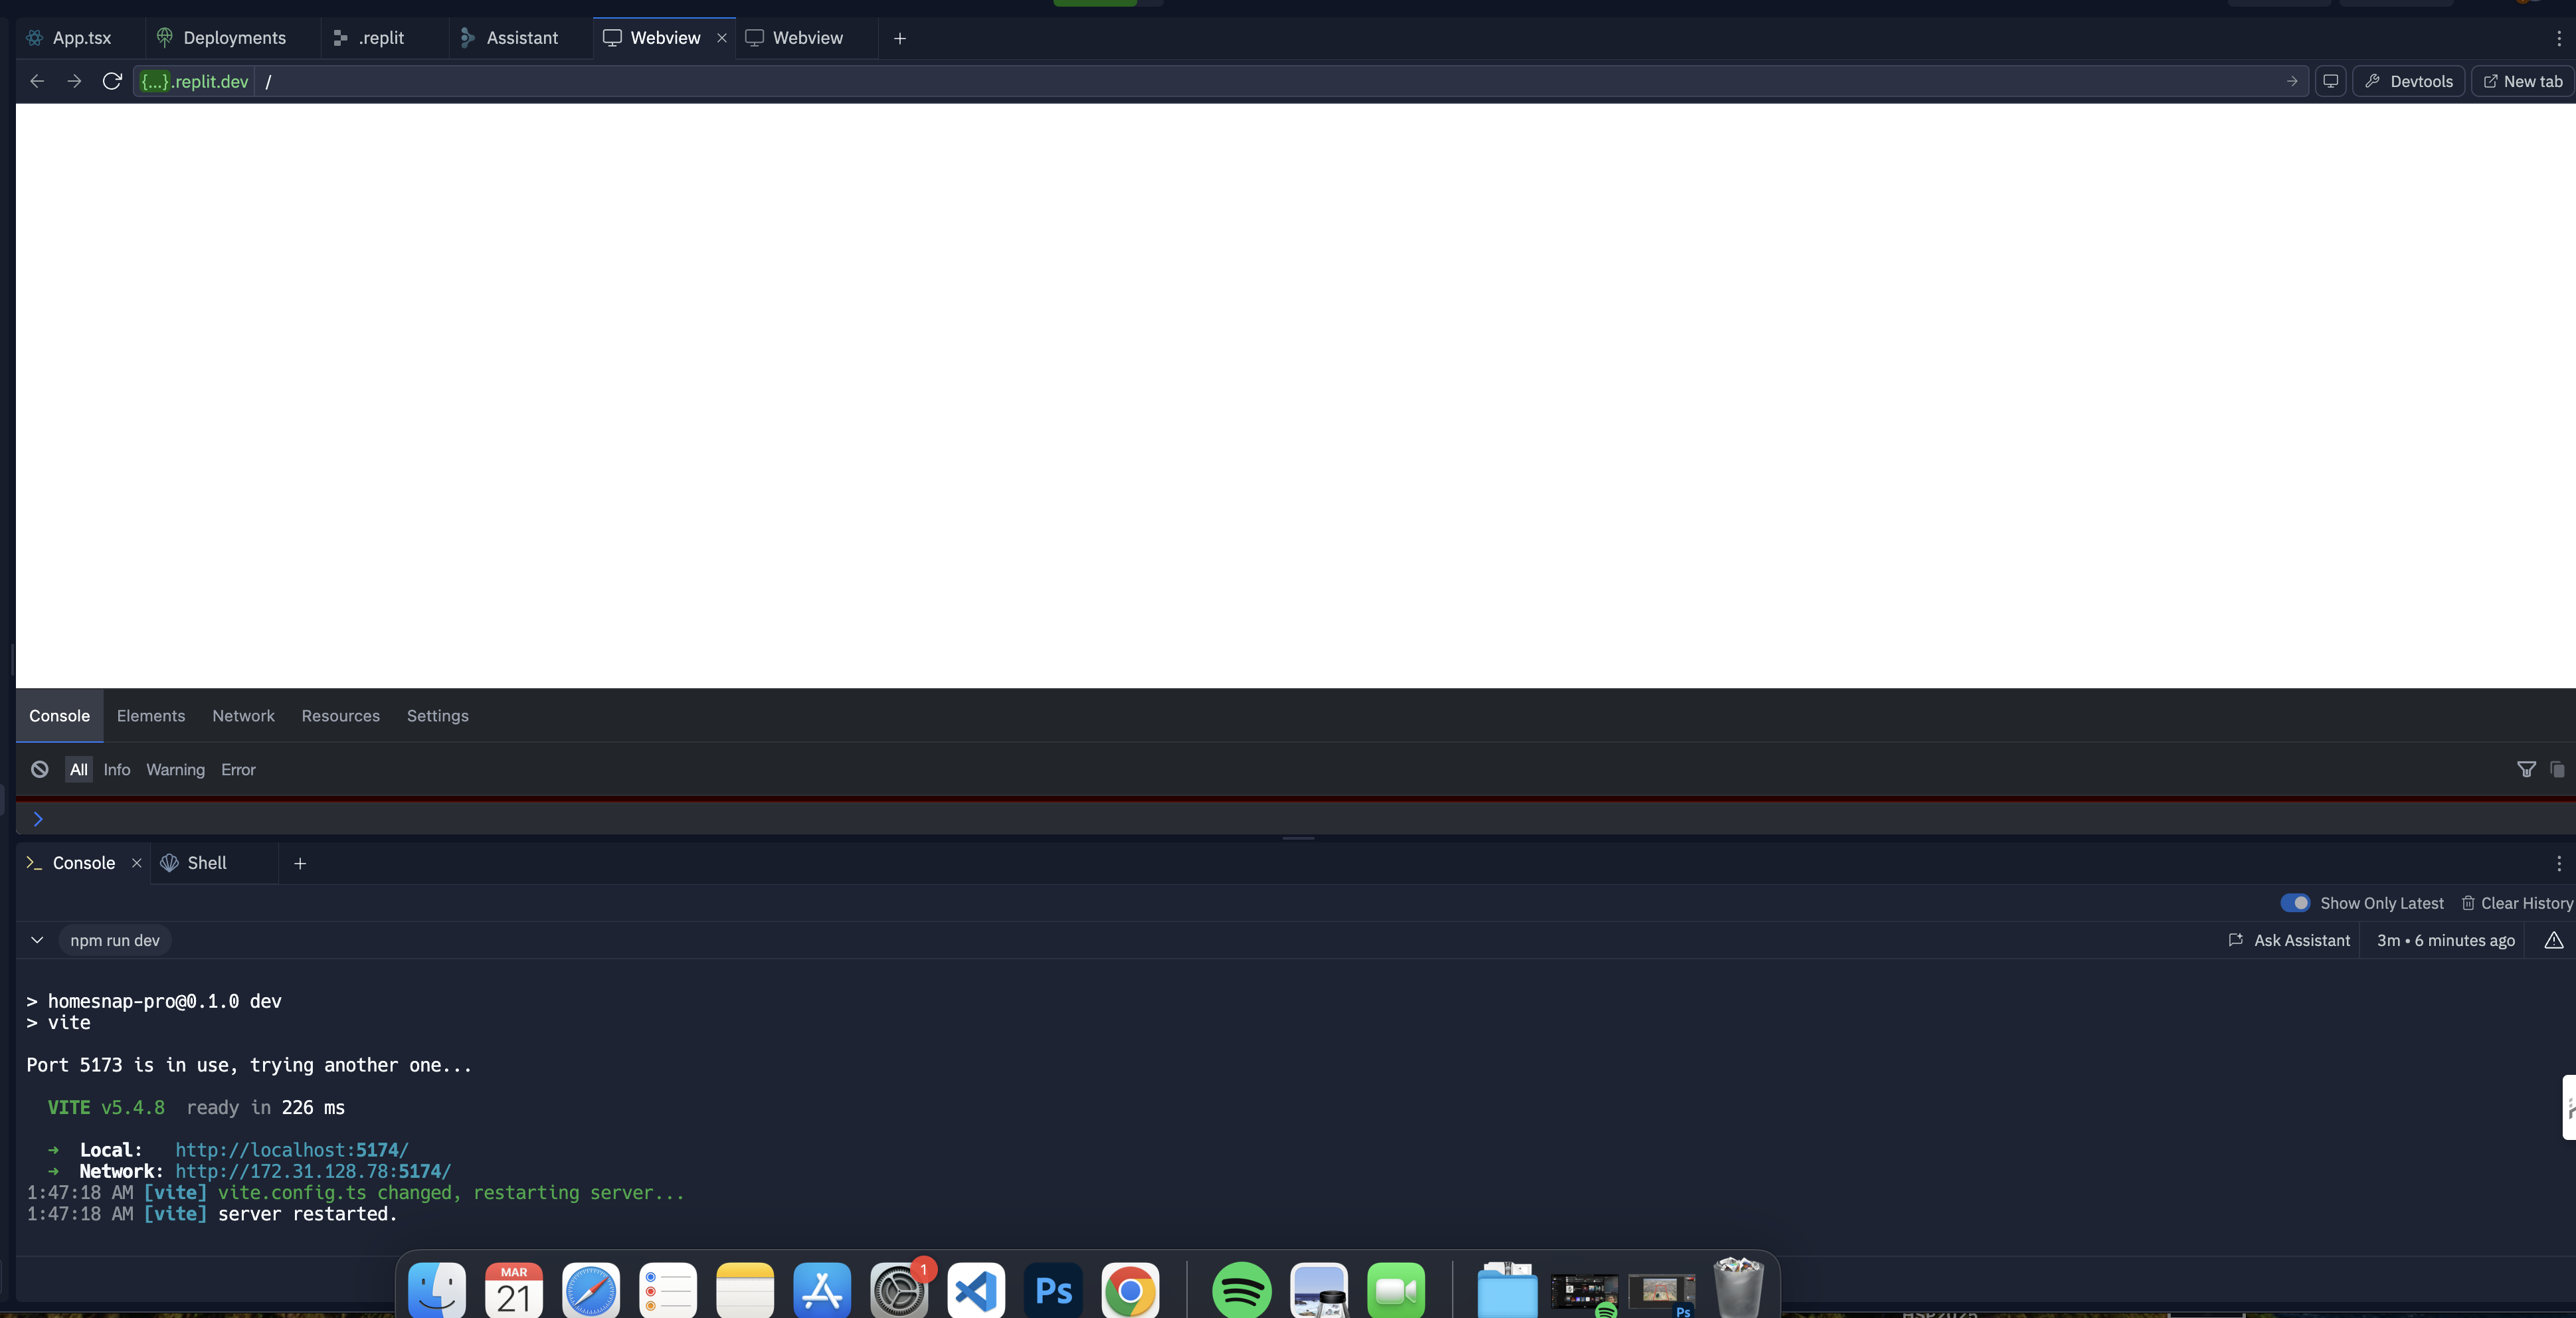 App.tsx
Deployments
.replit
Assistant
Webview
Webview
{...}.replit.dev /
Devtools
New tab
Console Elements Network Resources Settings
All Info Warning Error
Console
Shell
Show Only Latest
Clear History
npm run dev
Ask Assistant
3m • 6 minutes ago
> homesnap-pro@0.1.0 dev
> vite
Port 5173 is in use, trying another one...
VITE v5.4.8 ready in 226 ms
➜ Local: http://localhost:5174/
➜ Network: http://172.31.128.78:5174/
1:47:18 AM [vite] vite.config.ts changed, restarting server...
1:47:18 AM [vite] server restarted.
MAR
21
1
Ps
Ps